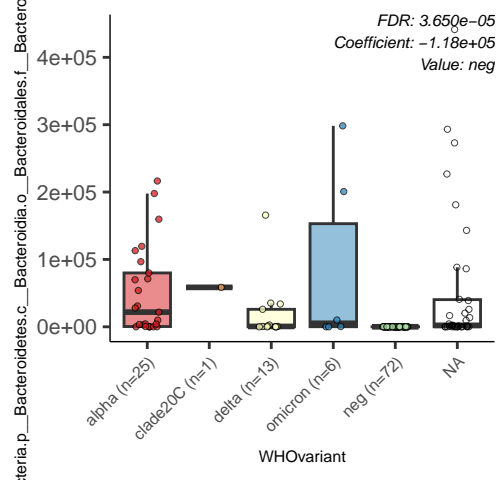 FDR: 3.650e−05
Coefficient: −1.18e+05
Value: neg
cteria.p__Bacteroidetes.c__Bacteroidia.o__Bacteroidales.f__Bactero
4e+05
3e+05
2e+05
1e+05
0e+00
alpha (n=25)
clade20C (n=1)
delta (n=13)
omicron (n=6)
neg (n=72)
NA
WHOvariant